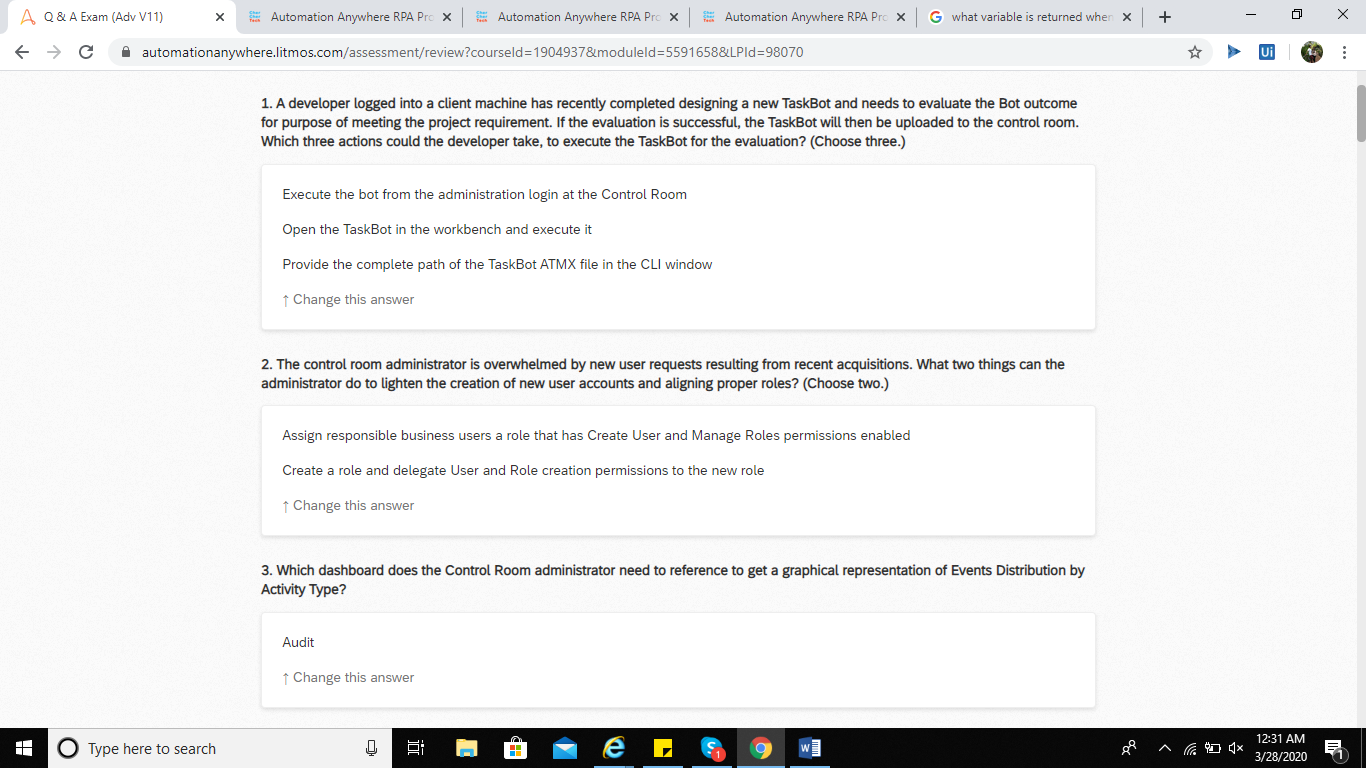 Q & A Exam (Adv V11)
Automation Anywhere RPA Pro
Automation Anywhere RPA Pro
Automation Anywhere RPA Pro
what variable is returned when
automationanywhere.litmos.com/assessment/review?courseId=1904937&moduleId=5591658&LPId=98070
Ui
1. A developer logged into a client machine has recently completed designing a new TaskBot and needs to evaluate the Bot outcome
for purpose of meeting the project requirement. If the evaluation is successful, the TaskBot will then be uploaded to the control room.
Which three actions could the developer take, to execute the TaskBot for the evaluation? (Choose three.)
Execute the bot from the administration login at the Control Room
Open the TaskBot in the workbench and execute it
Provide the complete path of the TaskBot ATMX file in the CLI window
↑ Change this answer
2. The control room administrator is overwhelmed by new user requests resulting from recent acquisitions. What two things can the
administrator do to lighten the creation of new user accounts and aligning proper roles? (Choose two.)
Assign responsible business users a role that has Create User and Manage Roles permissions enabled
Create a role and delegate User and Role creation permissions to the new role
↑ Change this answer
3. Which dashboard does the Control Room administrator need to reference to get a graphical representation of Events Distribution by
Activity Type?
Audit
↑ Change this answer
Type here to search
12:31 AM
3/28/2020